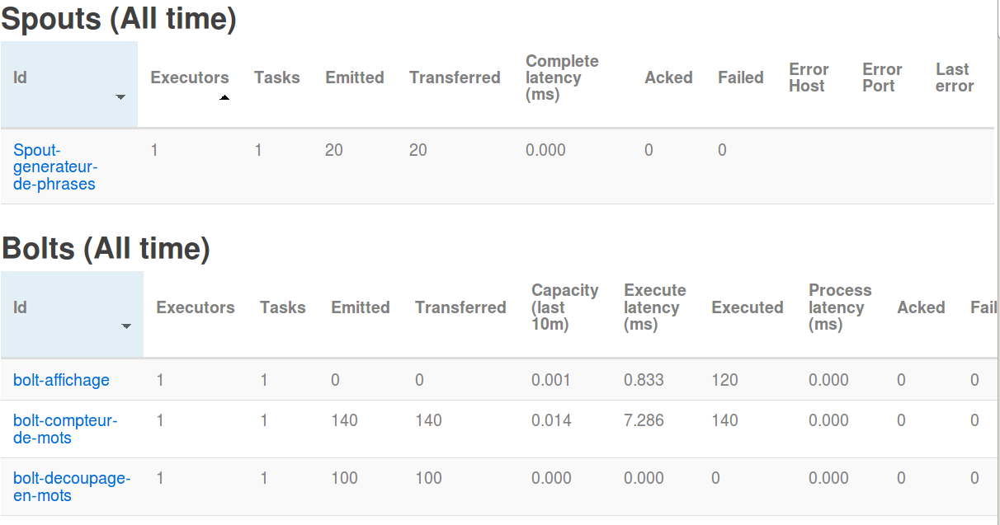 Spouts (All time)
Id Executors Tasks Emitted Transferred Complete latency (ms) Acked Failed Error Host Error Port Last error
Spout-generateur-de-phrases 1 1 20 20 0.000 0 0
Bolts (All time)
Id Executors Tasks Emitted Transferred Capacity (last 10m) Execute latency (ms) Executed Process latency (ms) Acked Fail
bolt-affichage 1 1 0 0 0.001 0.833 120 0.000 0 0
bolt-compteur-de-mots 1 1 140 140 0.014 7.286 140 0.000 0 0
bolt-decoupage-en-mots 1 1 100 100 0.000 0.000 0 0.000 0 0